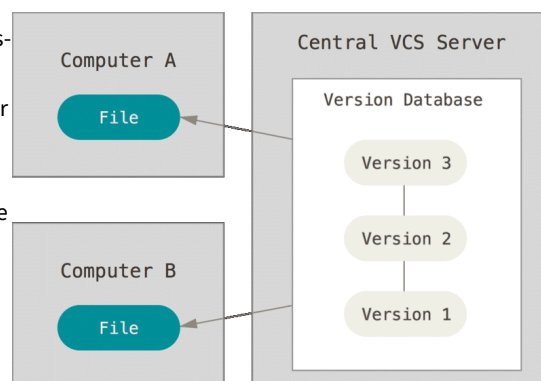 s-
r
e
Computer A
File
Computer B
File
Central VCS Server
Version Database
Version 3
Version 2
Version 1